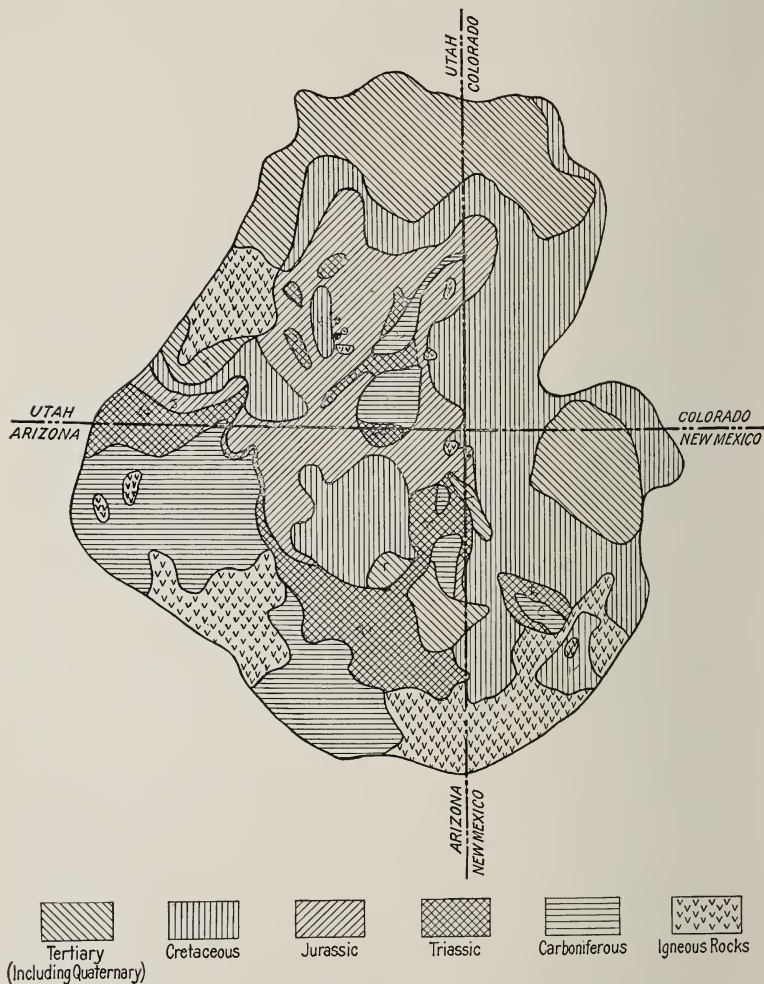 UTAH
COLORADO
UTAH
ARIZONA
COLORADO
NEW MEXICO
ARIZONA
NEW MEXICO
Tertiary
(Including Quaternary)
Cretaceous
Jurassic
Triassic
Carboniferous
Igneous Rocks